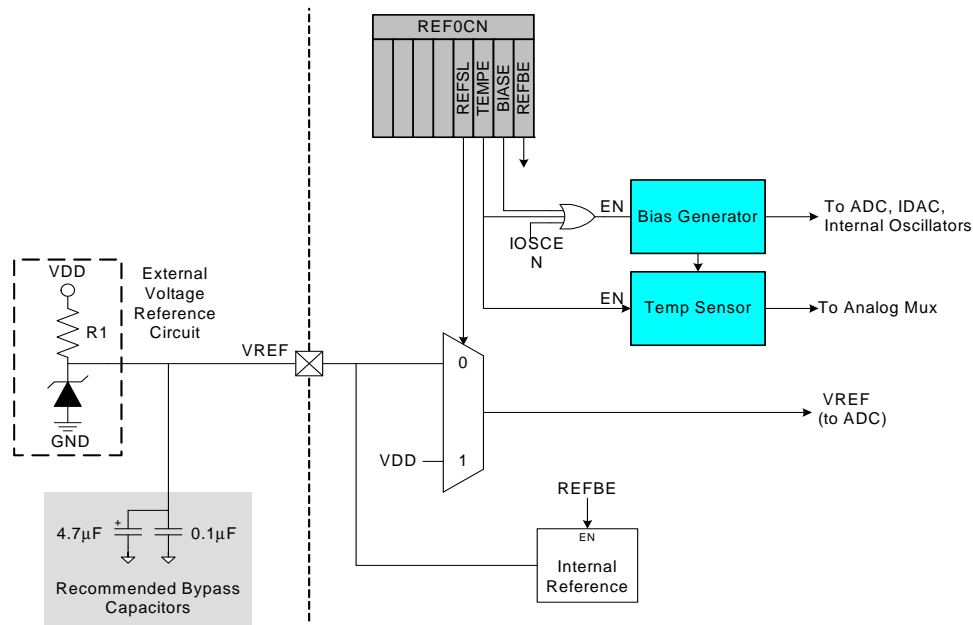 REF0CN
REFSL
TEMPE
BIASE
REFBE
EN
Bias Generator
To ADC, IDAC,
Internal Oscillators
IOSCE
N
EN
Temp Sensor
To Analog Mux
VDD
External
Voltage
Reference
Circuit
R1
VREF
GND
0
VREF
(to ADC)
VDD
1
REFBE
EN
Internal
Reference
+
4.7μF
0.1μF
Recommended Bypass
Capacitors